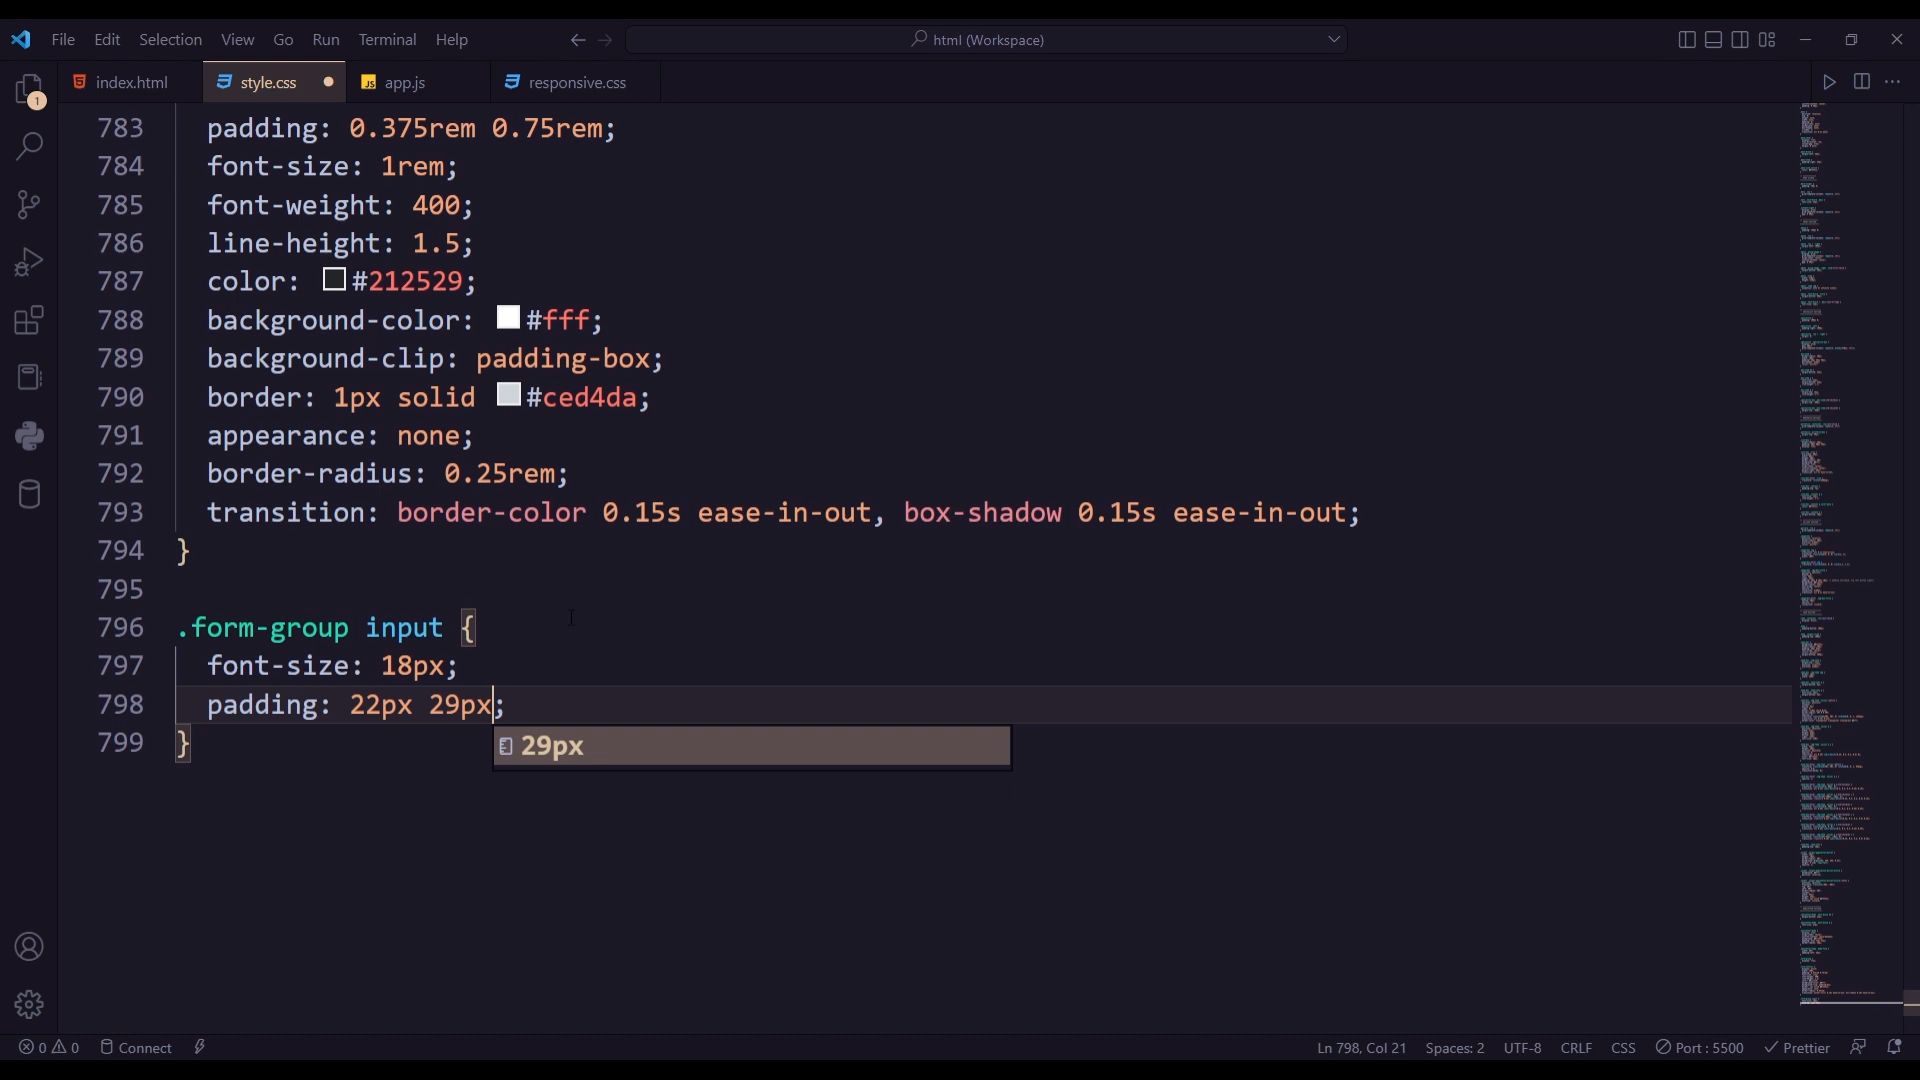 File Edit Selection View Go Run Terminal Help
html (Workspace)
index.html
style.css
JS app.js
responsive.css
1
783 padding: 0.375rem 0.75rem;
784 font-size: 1rem;
785 font-weight: 400;
786 line-height: 1.5;
787 color: #212529;
788 background-color: #fff;
789 background-clip: padding-box;
790 border: 1px solid #ced4da;
791 appearance: none;
792 border-radius: 0.25rem;
793 transition: border-color 0.15s ease-in-out, box-shadow 0.15s ease-in-out;
794 }
795
796 .form-group input {
797 font-size: 18px;
798 padding: 22px 29px;
29px
799 }
0 0 Connect
Ln 798, Col 21 Spaces: 2 UTF-8 CRLF CSS Port : 5500 Prettier